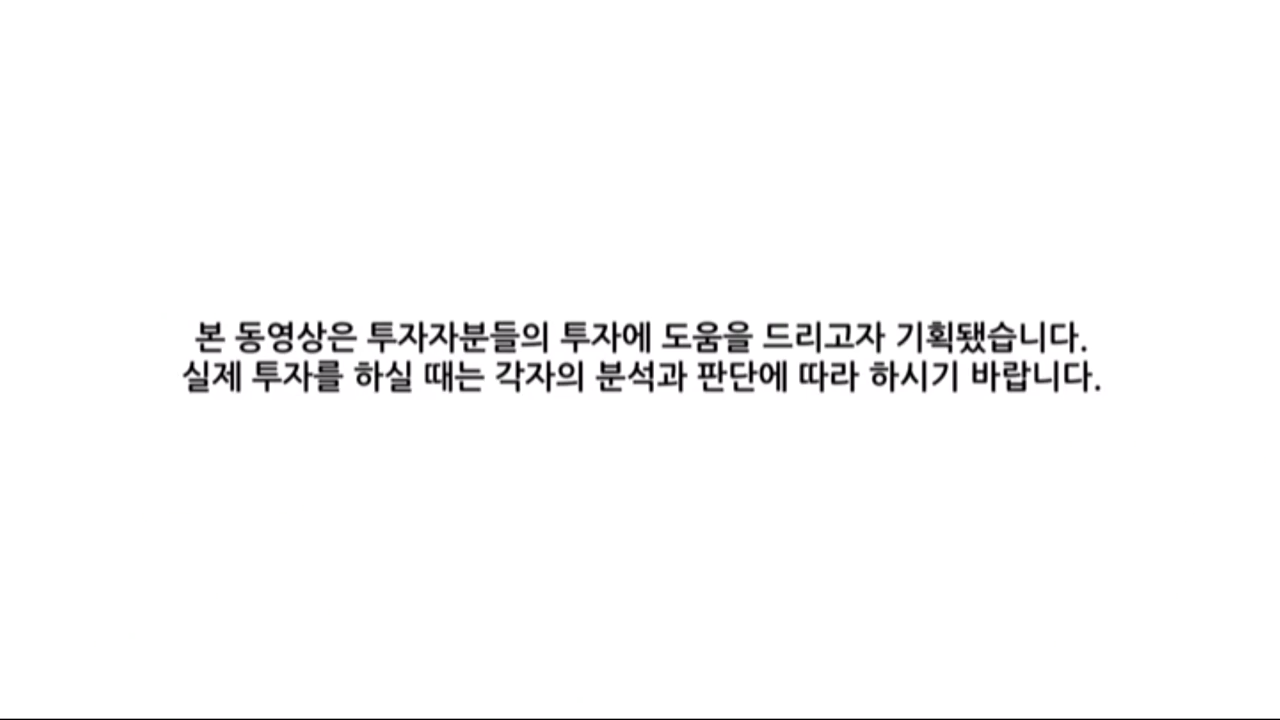 본 동영상은 투자자분들의 투자에 도움을 드리고자 기획됐습니다.
실제 투자를 하실 때는 각자의 분석과 판단에 따라 하시기 바랍니다.